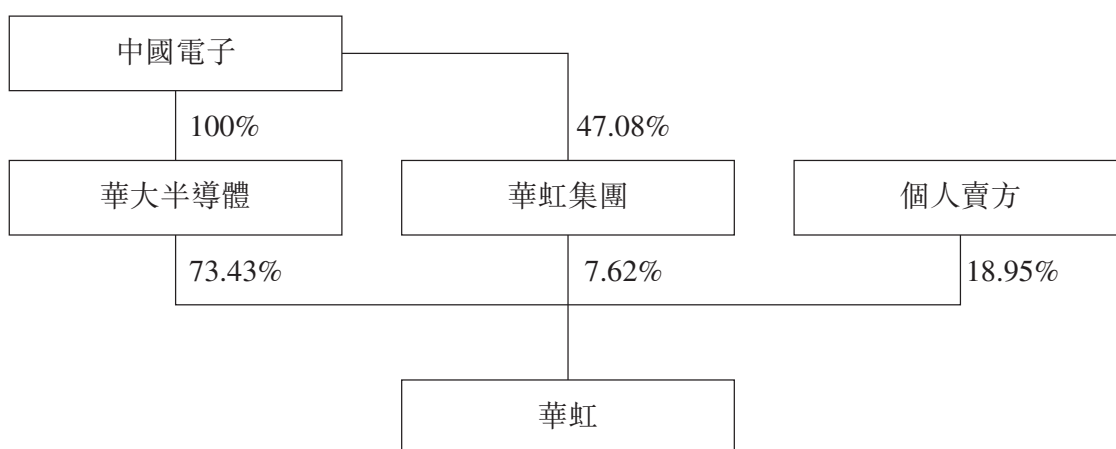 中國電子
100%
47.08%
華大半導體
華虹集團
個人賣方
73.43%
7.62%
18.95%
華虹